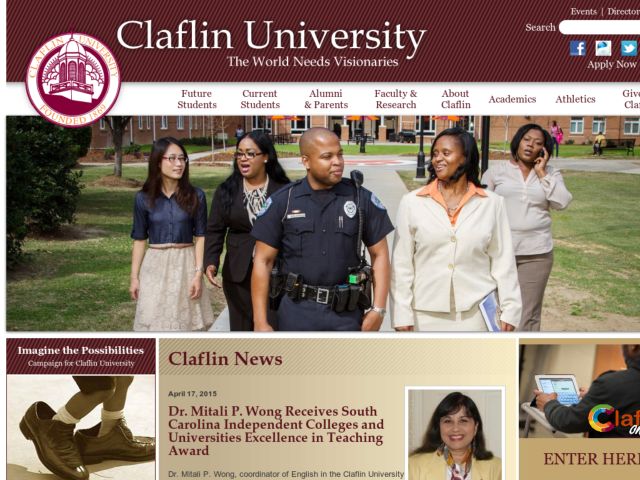 Events | Director
Search
Claflin University
The World Needs Visionaries
Apply Now
CLAFLIN UNIVERSITY
FOUNDED 1869
Future Students
Current Students
Alumni & Parents
Faculty & Research
About Claflin
Academics
Athletics
Give
Cla
Imagine the Possibilities
Campaign for Claflin University
Claflin News
April 17, 2015
Dr. Mitali P. Wong Receives South
Carolina Independent Colleges and
Universities Excellence in Teaching
Award
Dr. Mitali P. Wong, coordinator of English in the Claflin University
Claf
ENTER HERE